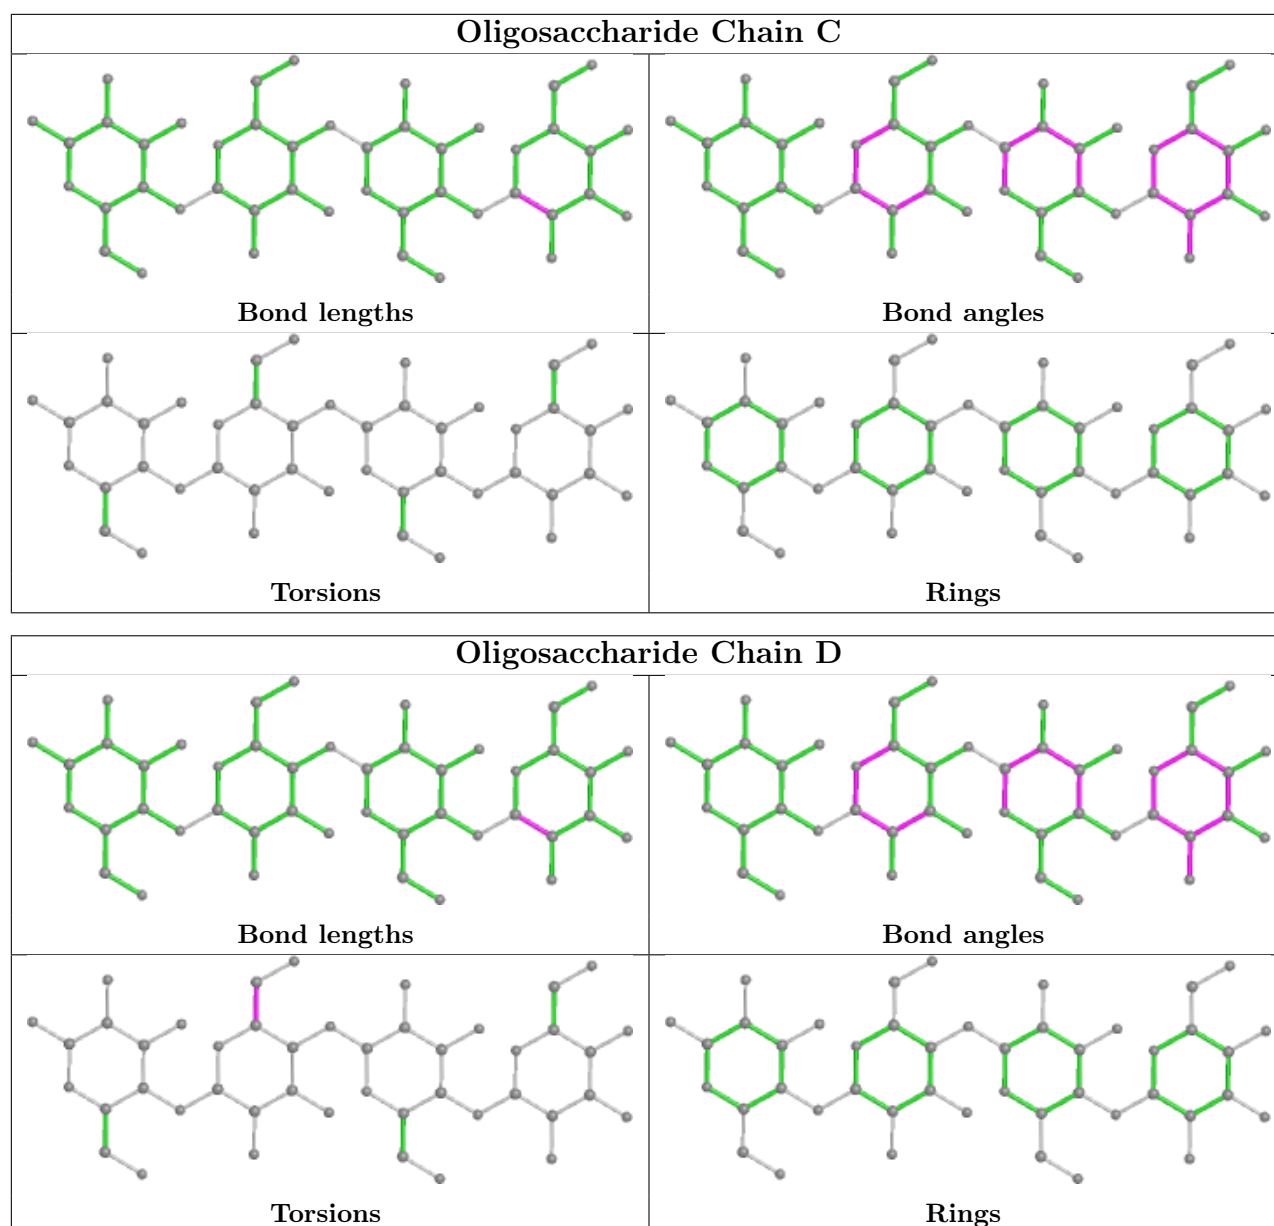 Oligosaccharide Chain C
Bond lengths
Bond angles
Torsions
Rings
Oligosaccharide Chain D
Bond lengths
Bond angles
Torsions
Rings